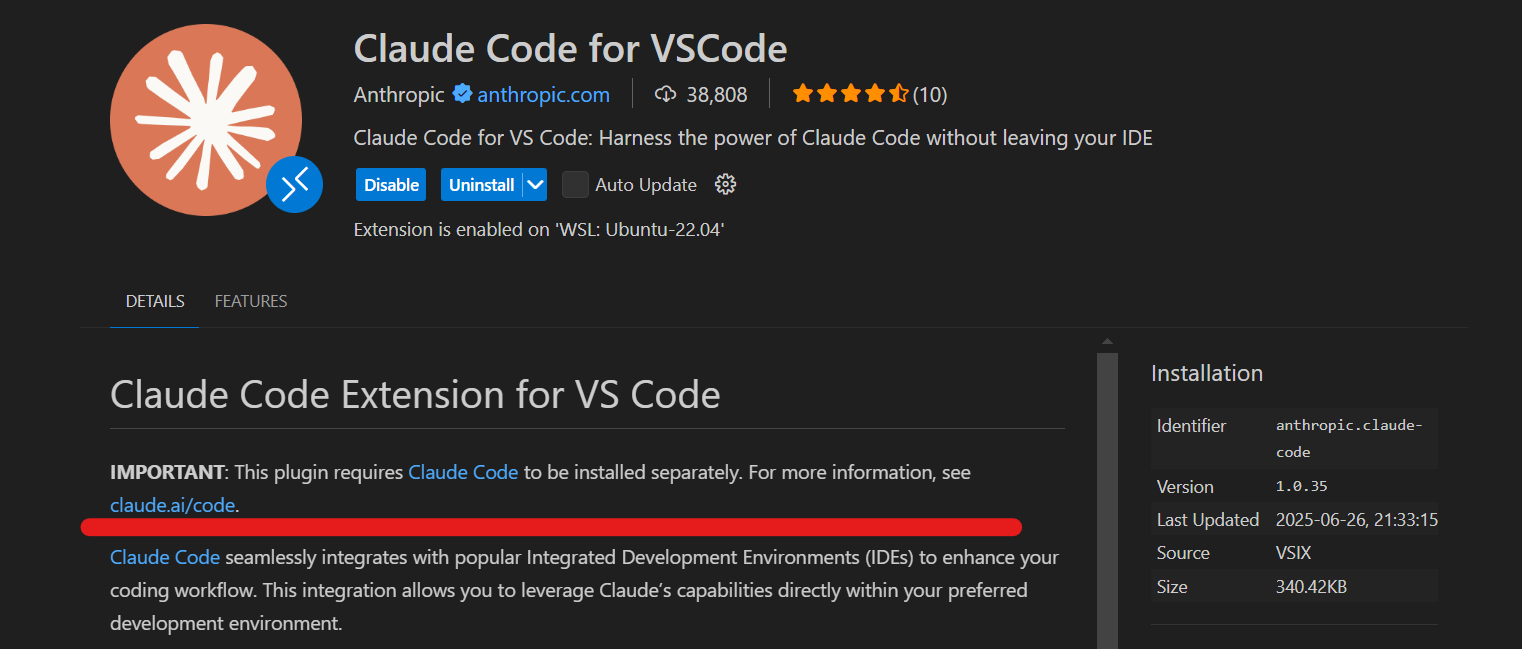 Claude Code for VSCode
Anthropic anthropic.com 38,808 (10)
Claude Code for VS Code: Harness the power of Claude Code without leaving your IDE
Disable Uninstall Auto Update
Extension is enabled on 'WSL: Ubuntu-22.04'
DETAILS FEATURES
Claude Code Extension for VS Code
IMPORTANT: This plugin requires Claude Code to be installed separately. For more information, see
claude.ai/code.
Claude Code seamlessly integrates with popular Integrated Development Environments (IDEs) to enhance your
coding workflow. This integration allows you to leverage Claude’s capabilities directly within your preferred
development environment.
Installation
Identifier anthropic.claude-
code
Version 1.0.35
Last Updated 2025-06-26, 21:33:15
Source VSIX
Size 340.42KB